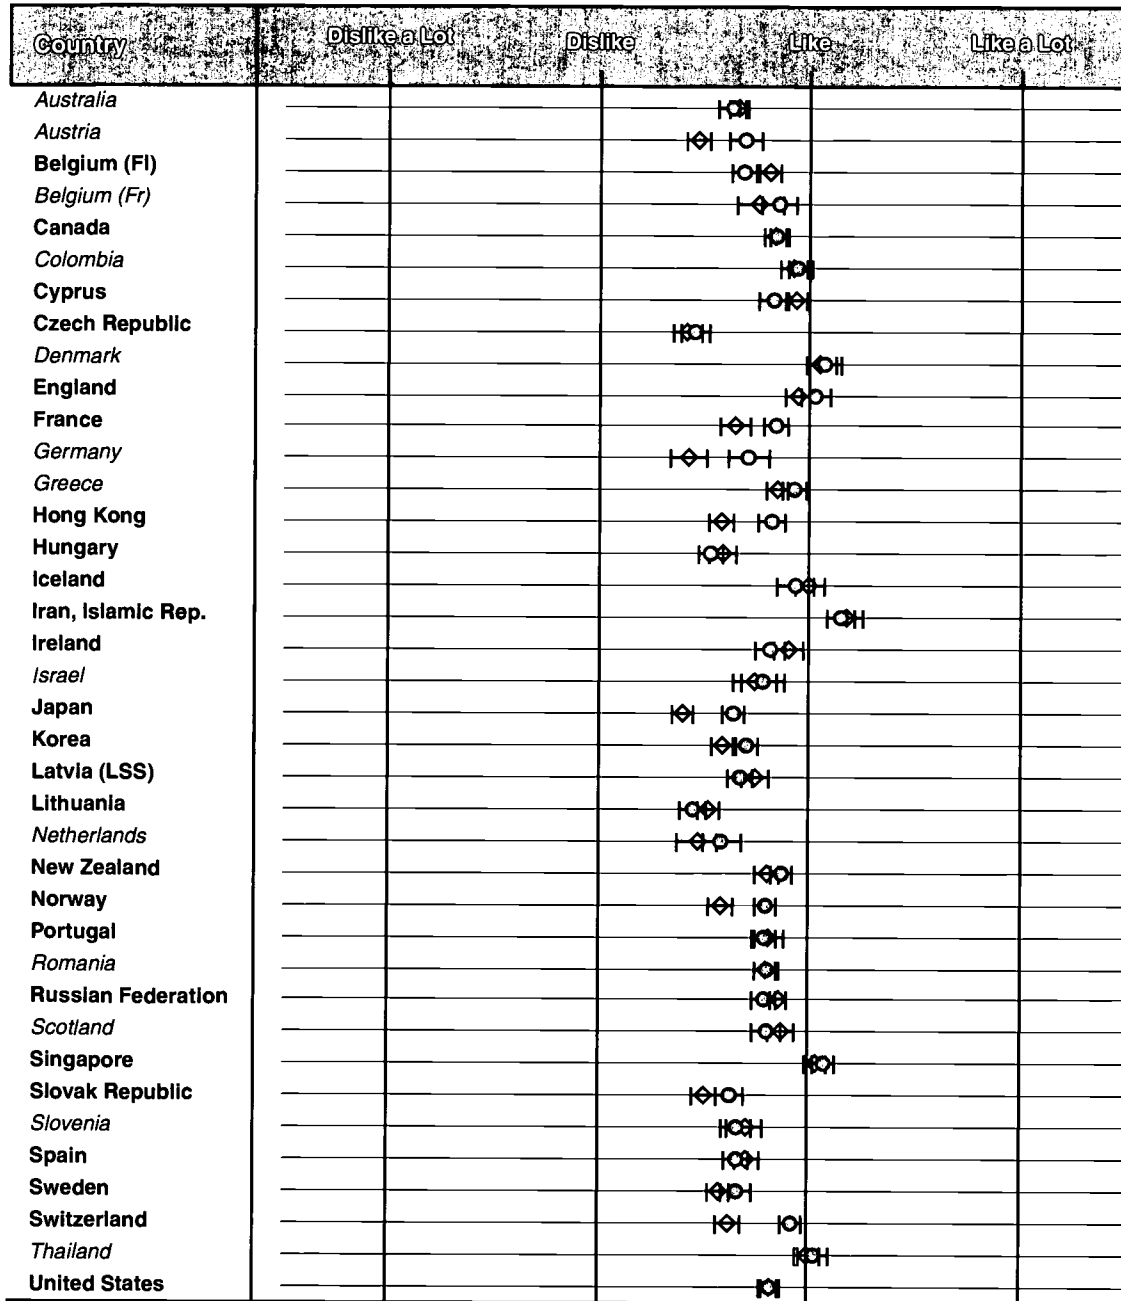 Country Dislike a Lot Dislike Like Like a Lot
Australia
Austria
Belgium (Fl)
Belgium (Fr)
Canada
Colombia
Cyprus
Czech Republic
Denmark
England
France
Germany
Greece
Hong Kong
Hungary
Iceland
Iran, Islamic Rep.
Ireland
Israel
Japan
Korea
Latvia (LSS)
Lithuania
Netherlands
New Zealand
Norway
Portugal
Romania
Russian Federation
Scotland
Singapore
Slovak Republic
Slovenia
Spain
Sweden
Switzerland
Thailand
United States